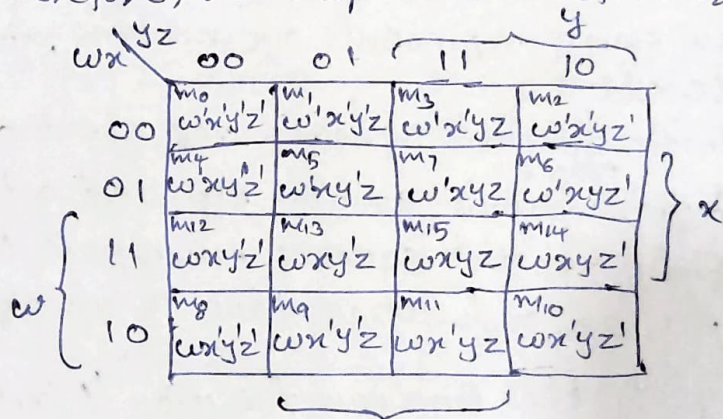 y
yz
wx
00 01 11 10
00 m0 w'x'y'z' m1 w'x'y'z m3 w'x'yz m2 w'x'yz'
01 m4 w'xy'z' m5 w'xy'z m7 w'xyz m6 w'xyz'
x
11 m12 wxy'z' m13 wxy'z m15 wxyz m14 wxyz'
w
10 m8 wx'y'z' m9 wx'y'z m11 wx'yz m10 wx'yz'